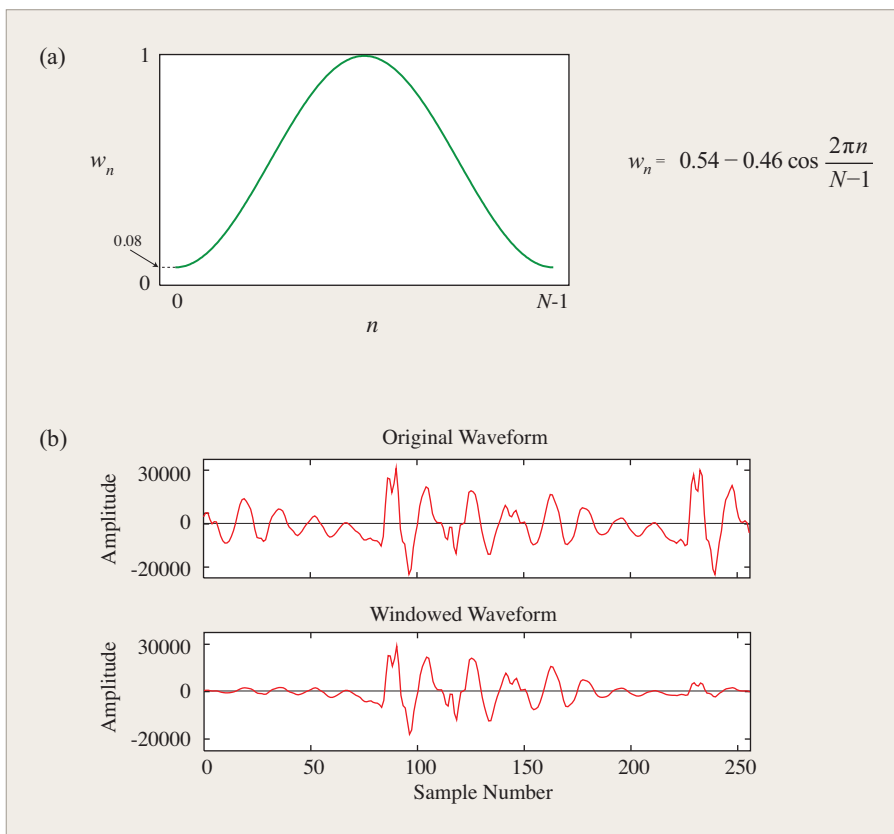 (a)
1
w_n
0.08
0
0
N-1
n
w_n = 0.54 − 0.46 cos 2πn / N−1
(b)
Original Waveform
Amplitude
30000
0
-20000
Windowed Waveform
Amplitude
30000
0
-20000
0 50 100 150 200 250
Sample Number